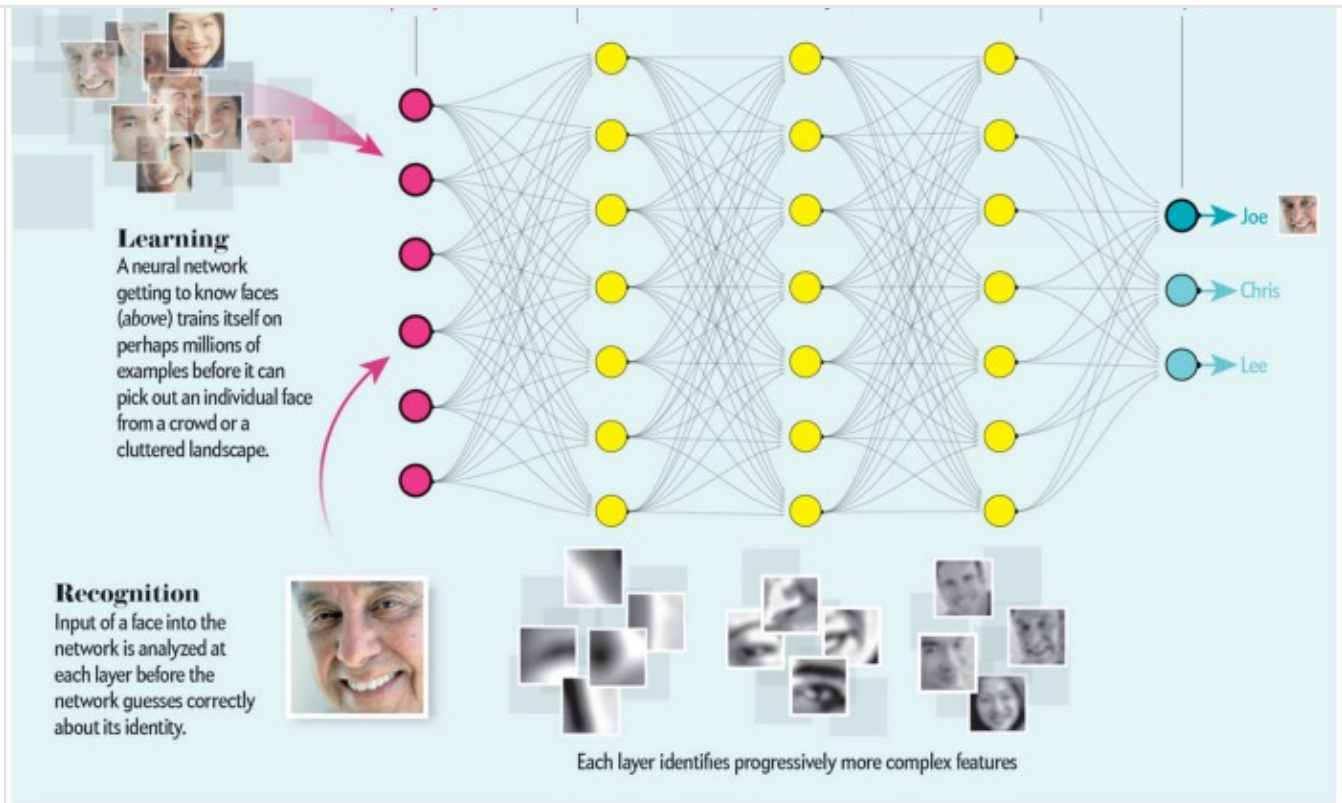 Learning
A neural network
getting to know faces
(above) trains itself on
perhaps millions of
examples before it can
pick out an individual face
from a crowd or a
cluttered landscape.
Joe
Chris
Lee
Recognition
Input of a face into the
network is analyzed at
each layer before the
network guesses correctly
about its identity.
Each layer identifies progressively more complex features